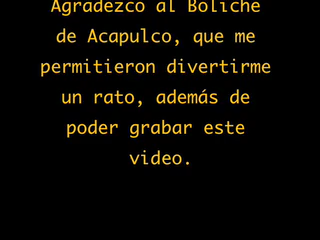 Agradezco al Boliche
de Acapulco, que me
permitieron divertirme
un rato, además de
poder grabar este
video.